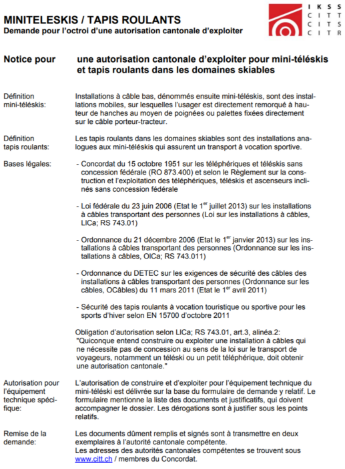 MINITELESKIS / TAPIS ROULANTS
Demande pour l'octroi d'une autorisation cantonale d'exploiter
I K S S
C I T T
C I T S
C I T R
Notice pour une autorisation cantonale d'exploiter pour mini-téléskis
et tapis roulants dans les domaines skiables
Définition
mini-téléskis:
Installations à câble bas, dénommés ensuite mini-téléskis, sont des instal-
lations mobiles, sur lesquelles l'usager est directement remorqué à hau-
teur de hanches au moyen de poignées ou palettes fixées directement
sur le câble porteur-tracteur.
Définition
tapis roulants:
Les tapis roulants dans les domaines skiables sont des installations ana-
logues aux mini-téléskis qui assurent un transport à vocation sportive.
Bases légales:
- Concordat du 15 octobre 1951 sur les téléphériques et téléskis sans
concession fédérale (RO 873.400) et selon le Règlement sur la cons-
truction et l'exploitation des téléphériques, téléskis et ascenseurs incli-
nés sans concession fédérale
- Loi fédérale du 23 juin 2006 (Etat le 1er juillet 2013) sur les installations
à câbles transportant des personnes (Loi sur les installations à câbles,
LICa; RS 743.01)
- Ordonnance du 21 décembre 2006 (Etat le 1er janvier 2013) sur les ins-
tallations à câbles transportant des personnes (Ordonnance sur les ins-
tallations à câbles, OICa; RS 743.011)
- Ordonnance du DETEC sur les exigences de sécurité des câbles des
installations à câbles transportant des personnes (Ordonnance sur les
câbles, OCâbles) du 11 mars 2011 (Etat le 1er avril 2011)
- Sécurité des tapis roulants à vocation touristique ou sportive pour les
sports d'hiver selon EN 15700 d'octobre 2011
Obligation d'autorisation selon LICa; RS 743.01, art.3, alinéa.2:
"Quiconque entend construire ou exploiter une installation à câbles qui
ne nécessite pas de concession au sens de la loi sur le transport de
voyageurs, notamment un téléski ou un petit téléphérique, doit obtenir
une autorisation cantonale."
Autorisation pour
l'équipement
technique spéci-
fique:
L'autorisation de construire et d'exploiter pour l'équipement technique du
mini-téléski est délivrée sur la base du formulaire de demande y relatif. Le
formulaire mentionne la liste des documents et justificatifs, qui doivent
accompagner le dossier. Les dérogations sont à justifier sous les points
relatifs.
Remise de la
demande:
Les documents dûment remplis et signés sont à transmettre en deux
exemplaires à l'autorité cantonale compétente.
Les adresses des autorités cantonales compétentes se trouvent sous
www.citt.ch / membres du Concordat.